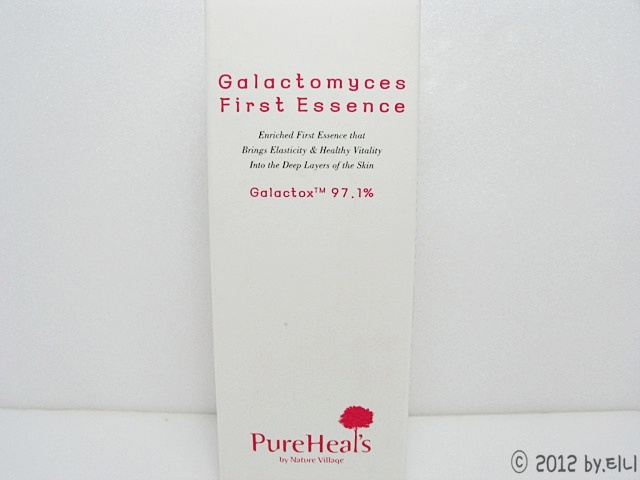 Galactomyces
First Essence
Enriched First Essence that
Brings Elasticity & Healthy Vitality
Into the Deep Layers of the Skin
Galactox™ 97.1%
PureHeal's
by Nature Village
© 2012 by.티나